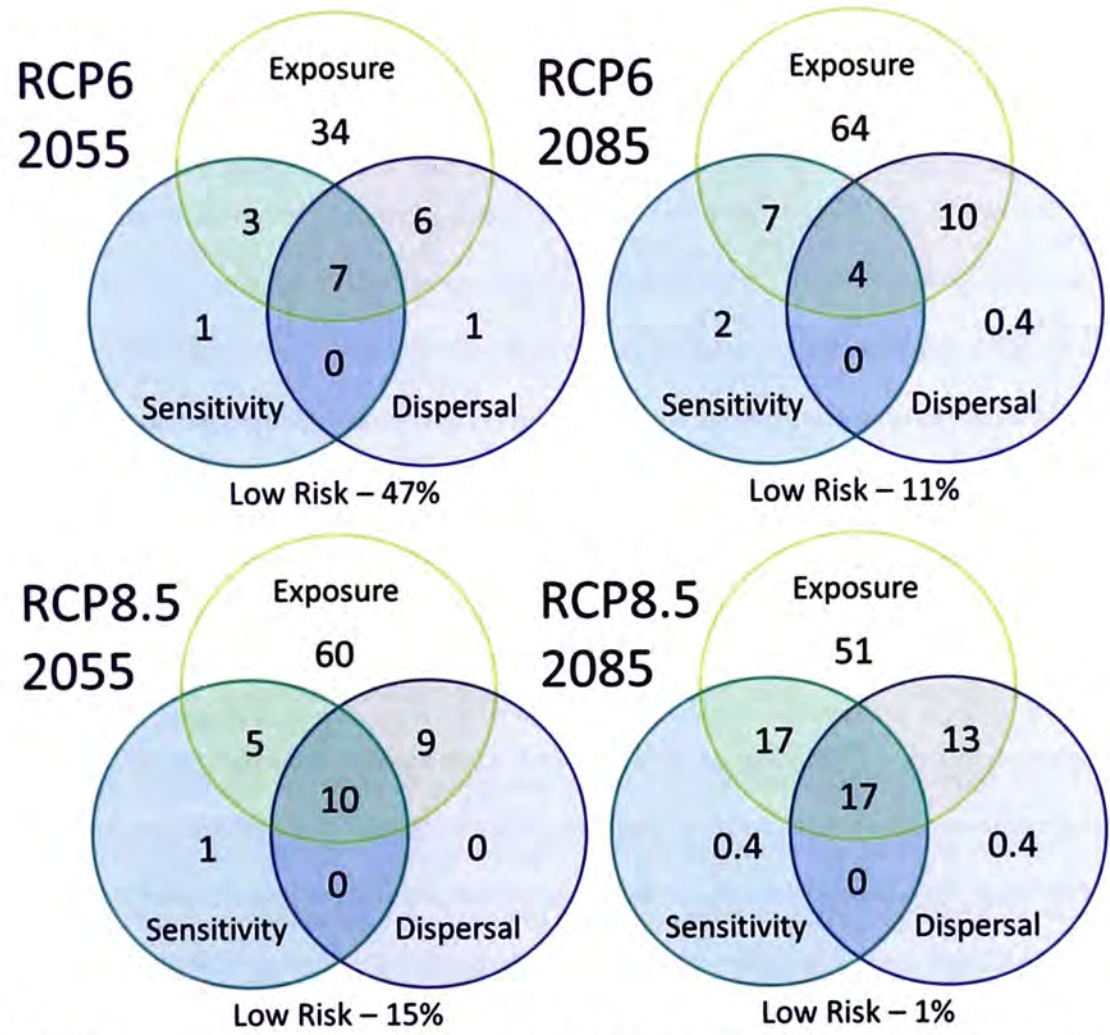 RCP6
2055
Exposure
34
3
6
7
1
0
1
Sensitivity
Dispersal
Low Risk – 47%
RCP6
2085
Exposure
64
7
10
4
2
0
0.4
Sensitivity
Dispersal
Low Risk – 11%
RCP8.5
2055
Exposure
60
5
9
10
1
0
0
Sensitivity
Dispersal
Low Risk – 15%
RCP8.5
2085
Exposure
51
17
13
17
0.4
0
0.4
Sensitivity
Dispersal
Low Risk – 1%